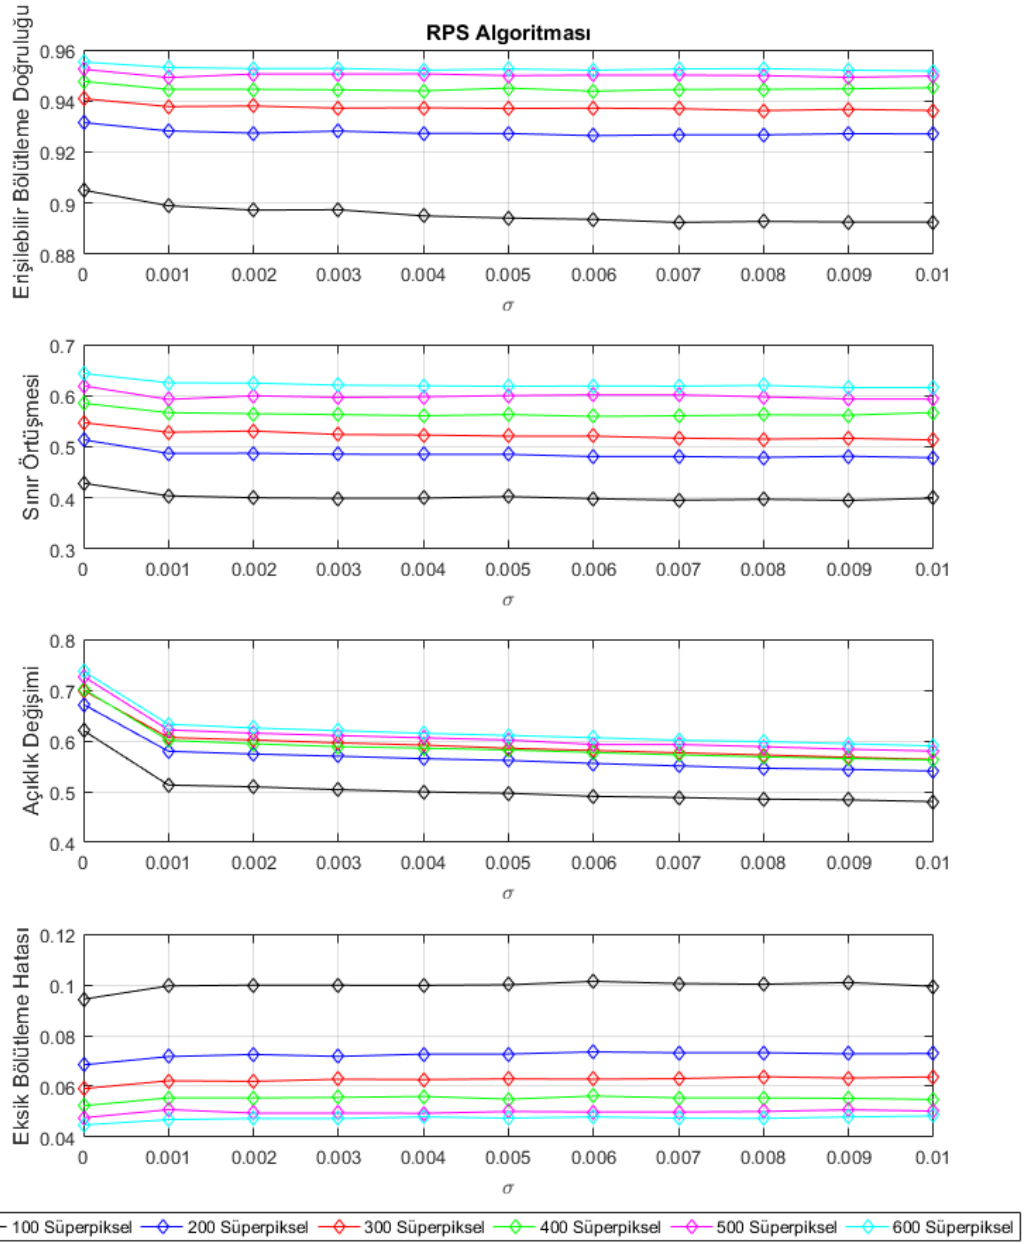 RPS Algoritması
Erişilebilir Bölütleme Doğruluğu
0.96
0.94
0.92
0.9
0.88
0 0.001 0.002 0.003 0.004 0.005 0.006 0.007 0.008 0.009 0.01
σ
Sınır Örtüşmesi
0.7
0.6
0.5
0.4
0.3
0 0.001 0.002 0.003 0.004 0.005 0.006 0.007 0.008 0.009 0.01
σ
Açıklık Değişimi
0.8
0.7
0.6
0.5
0.4
0 0.001 0.002 0.003 0.004 0.005 0.006 0.007 0.008 0.009 0.01
σ
Eksik Bölütleme Hatası
0.12
0.1
0.08
0.06
0.04
0 0.001 0.002 0.003 0.004 0.005 0.006 0.007 0.008 0.009 0.01
σ
100 Süperpiksel 200 Süperpiksel 300 Süperpiksel 400 Süperpiksel 500 Süperpiksel 600 Süperpiksel